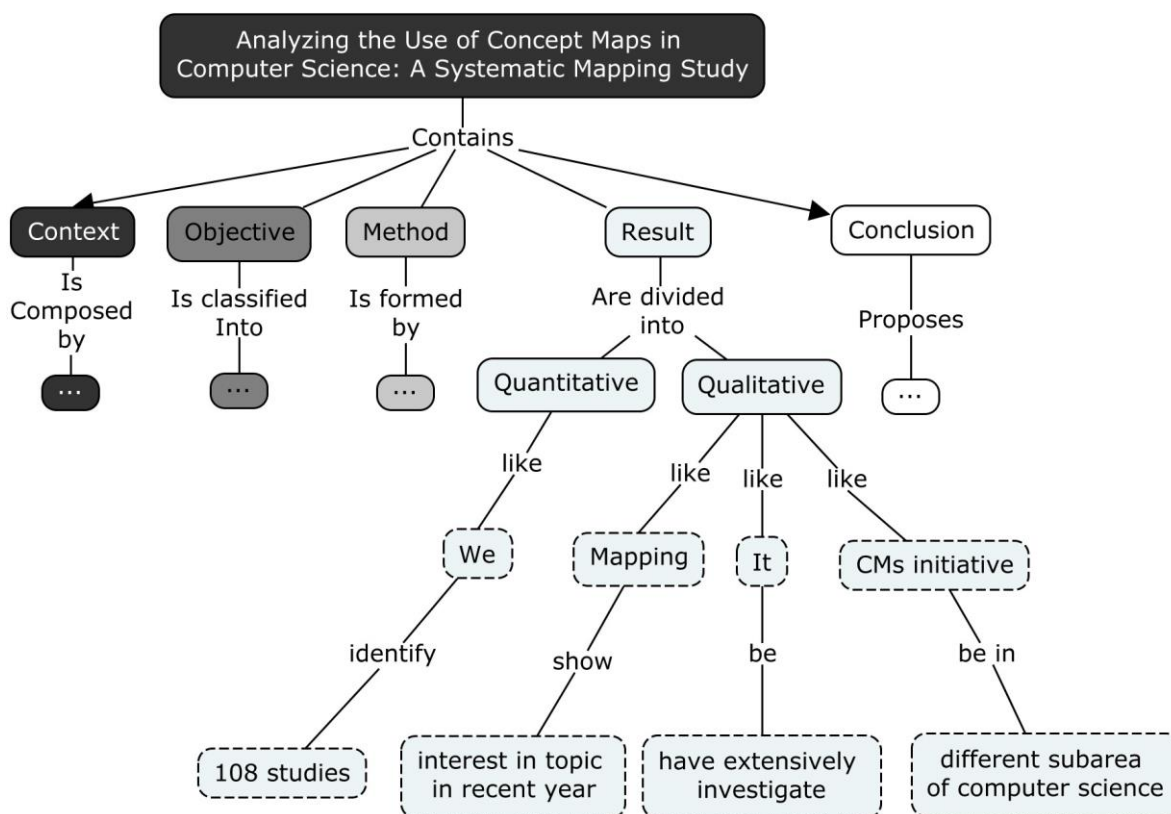 Analyzing the Use of Concept Maps in
Computer Science: A Systematic Mapping Study
Contains
Context
Objective
Method
Result
Conclusion
Is
Composed
by
Is classified
Into
Is formed
by
Are divided
into
Proposes
...
...
...
Quantitative
Qualitative
...
like
like
like
like
We
Mapping
It
CMs initiative
identify
show
be
be in
108 studies
interest in topic
in recent year
have extensively
investigate
different subarea
of computer science